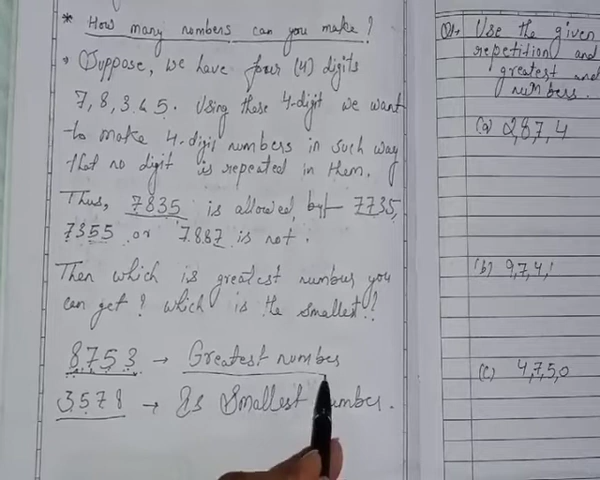 * How many numbers can you make?
* Suppose, we have four (4) digits
7, 8, 3 & 5. Using these 4-digit we want
to make 4-digit numbers in such way
that no digit is repeated in them.
Thus, 7835 is allowed, but 7735,
7355 or 7887 is not.
Then which is greatest number you
can get? Which is the smallest!!
8753 → Greatest number
3578 → Is Smallest number.
Q1. Use the given
repetition and
greatest and
numbers.
(a) 2,8,7,4
(b) 9,7,4,1
(c) 4,7,5,0